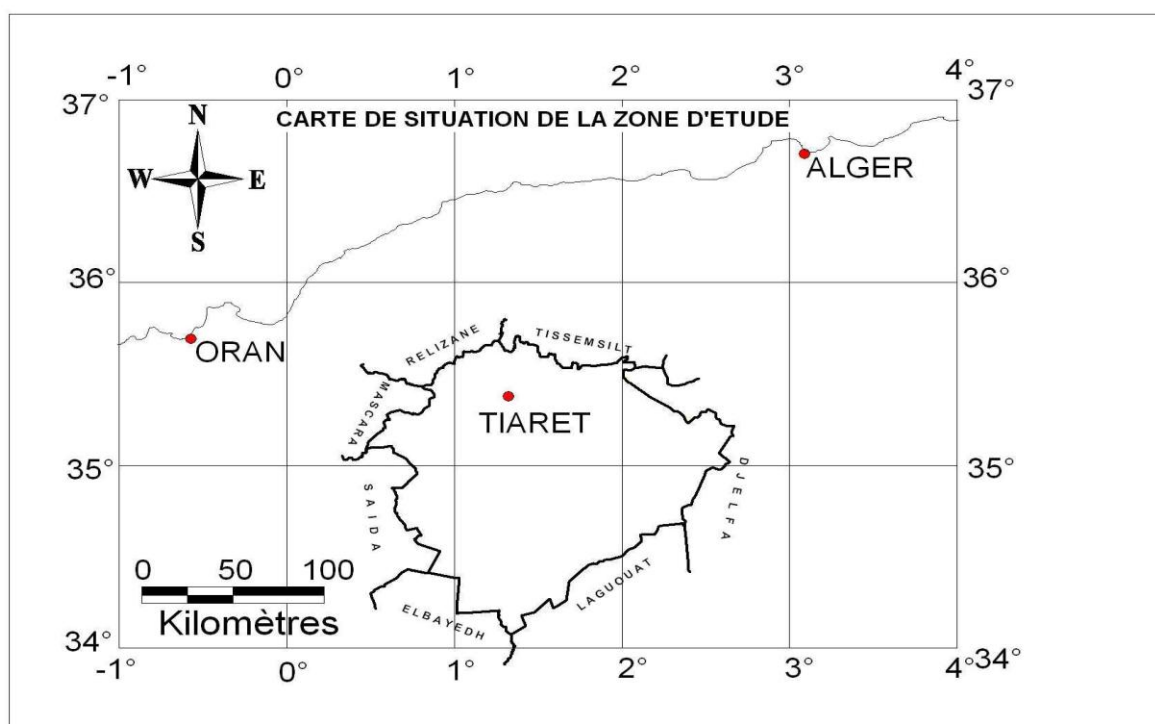 -1° 0° 1° 2° 3° 4°
37° 37°
CARTE DE SITUATION DE LA ZONE D'ETUDE
N
W E
S
ALGER
36° 36°
ORAN
RELIZANE
TISSEMSILT
MASCARA
TIARET
35° 35°
DJELFA
SAIDA
LAGUOUAT
ELBAYEDH
0 50 100
Kilomètres
34° 34°
-1° 0° 1° 2° 3° 4°